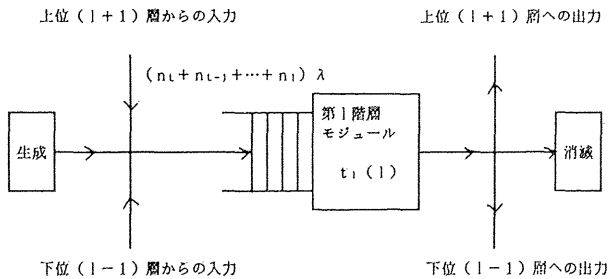 上位（l＋1）層からの入力
上位（l＋1）層への出力
（nL＋nL-1＋…＋nl）λ
生成
第l階層
モジュール
tl（l）
消滅
下位（l－1）層からの入力
下位（l－1）層への出力